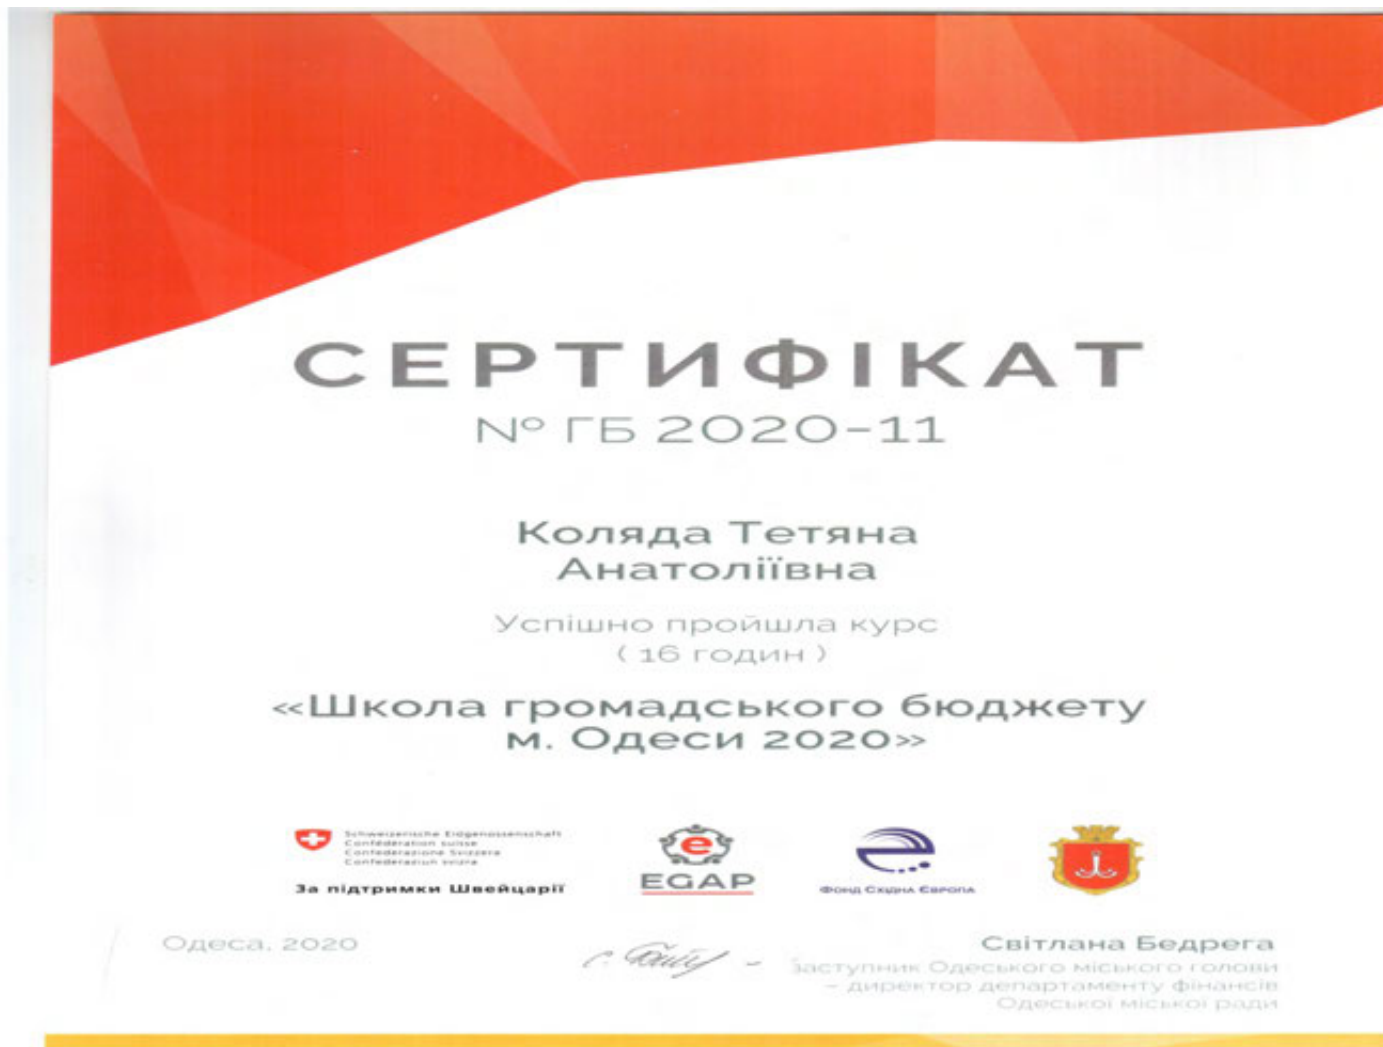 СЕРТИФІКАТ
№ ГБ 2020-11
Коляда Тетяна
Анатоліївна
Успішно пройшла курс
( 16 годин )
«Школа громадського бюджету
м. Одеси 2020»
Schweizerische Eidgenossenschaft
Confédération suisse
Confederazione Svizzera
Confederaziun svizra
За підтримки Швейцарії
e
EGAP
Фонд Східна Європа
Одеса, 2020
Світлана Бедрега
Заступник Одеського міського голови
– директор департаменту фінансів
Одеської міської ради